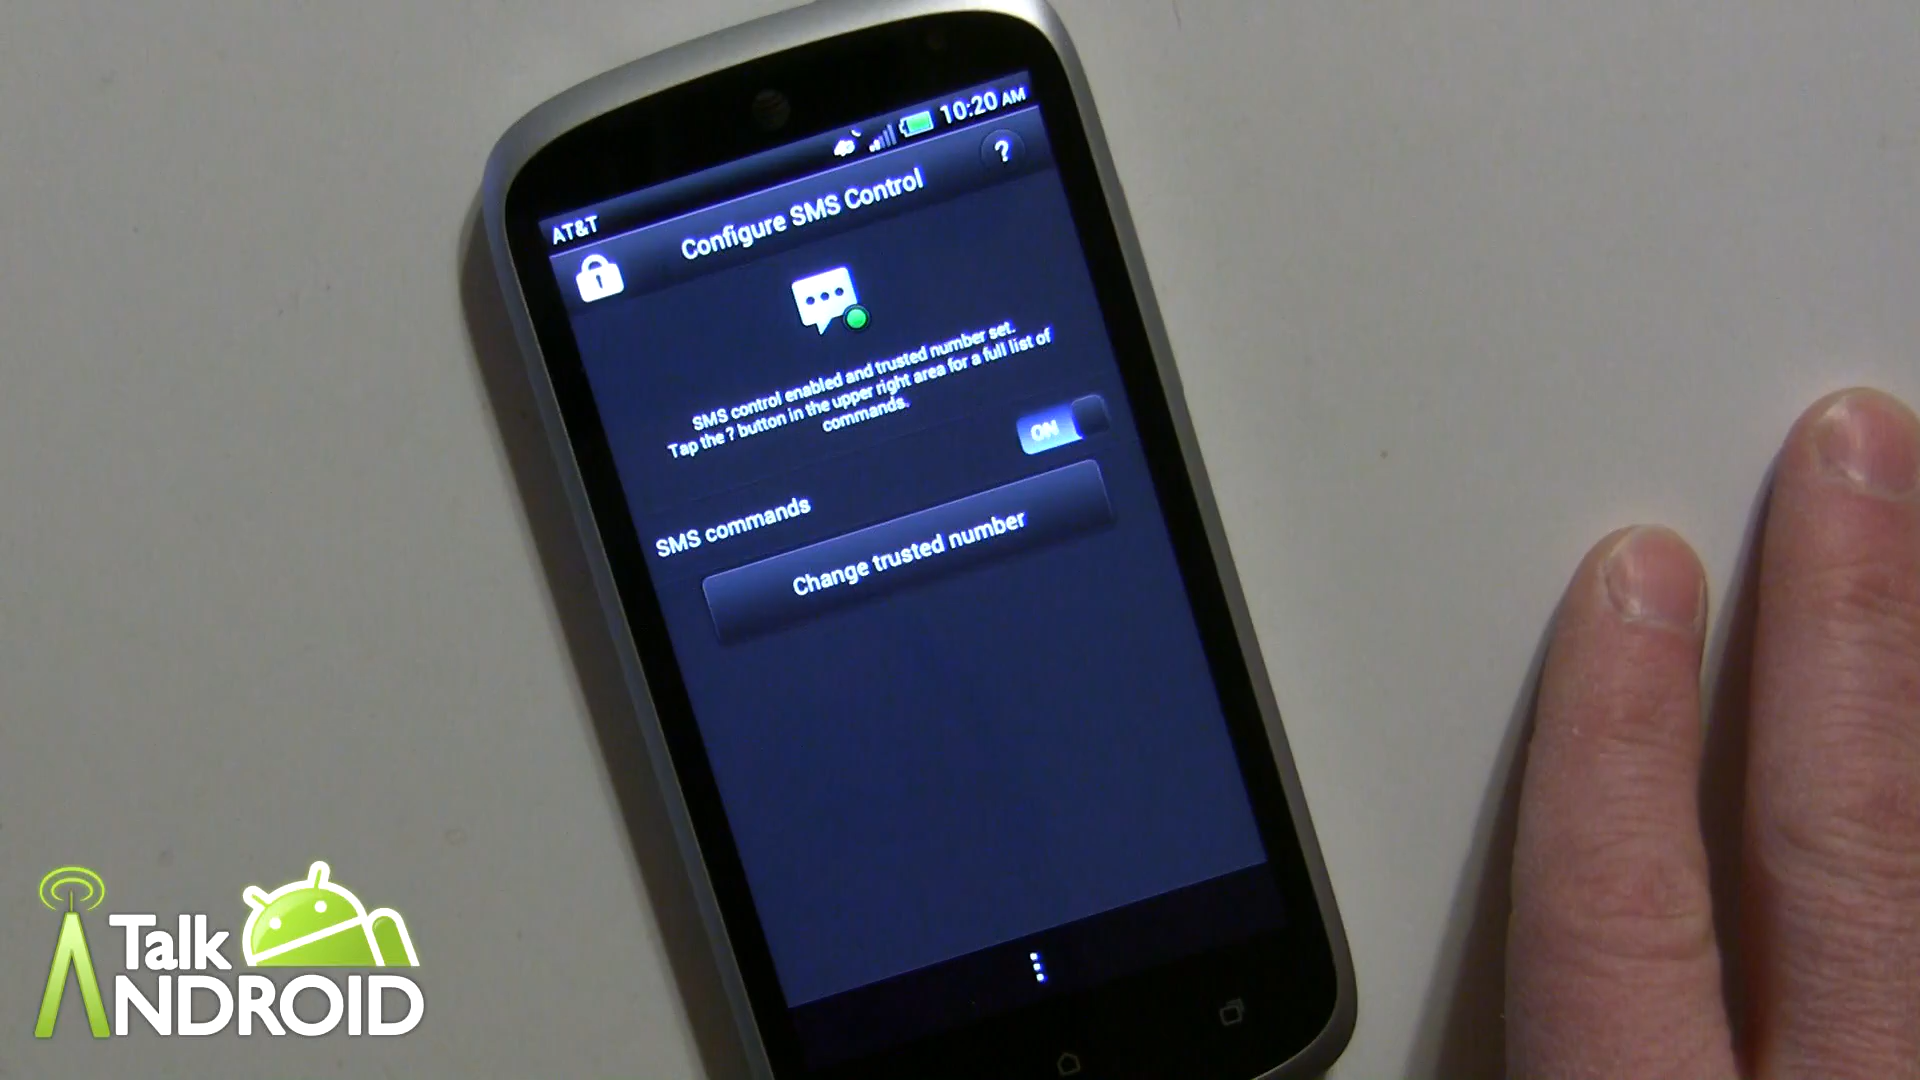 AT&T
10:20 AM
Configure SMS Control
?
SMS control enabled and trusted number set.
Tap the ? button in the upper right area for a full list of
commands.
SMS commands
ON
Change trusted number
Talk
ANDROID